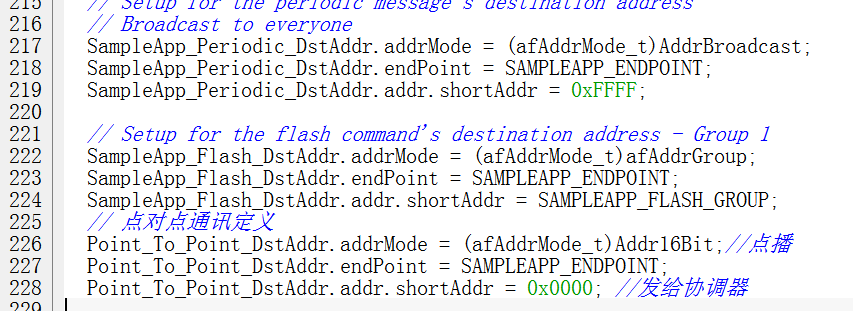 215 // Setup for the periodic message's destination address
216 // Broadcast to everyone
217 SampleApp_Periodic_DstAddr.addrMode = (afAddrMode_t)AddrBroadcast;
218 SampleApp_Periodic_DstAddr.endPoint = SAMPLEAPP_ENDPOINT;
219 SampleApp_Periodic_DstAddr.addr.shortAddr = 0xFFFF;
220
221 // Setup for the flash command's destination address - Group 1
222 SampleApp_Flash_DstAddr.addrMode = (afAddrMode_t)afAddrGroup;
223 SampleApp_Flash_DstAddr.endPoint = SAMPLEAPP_ENDPOINT;
224 SampleApp_Flash_DstAddr.addr.shortAddr = SAMPLEAPP_FLASH_GROUP;
225 // 点对点通讯定义
226 Point_To_Point_DstAddr.addrMode = (afAddrMode_t)Addr16Bit;//点播
227 Point_To_Point_DstAddr.endPoint = SAMPLEAPP_ENDPOINT;
228 Point_To_Point_DstAddr.addr.shortAddr = 0x0000; //发给协调器
229